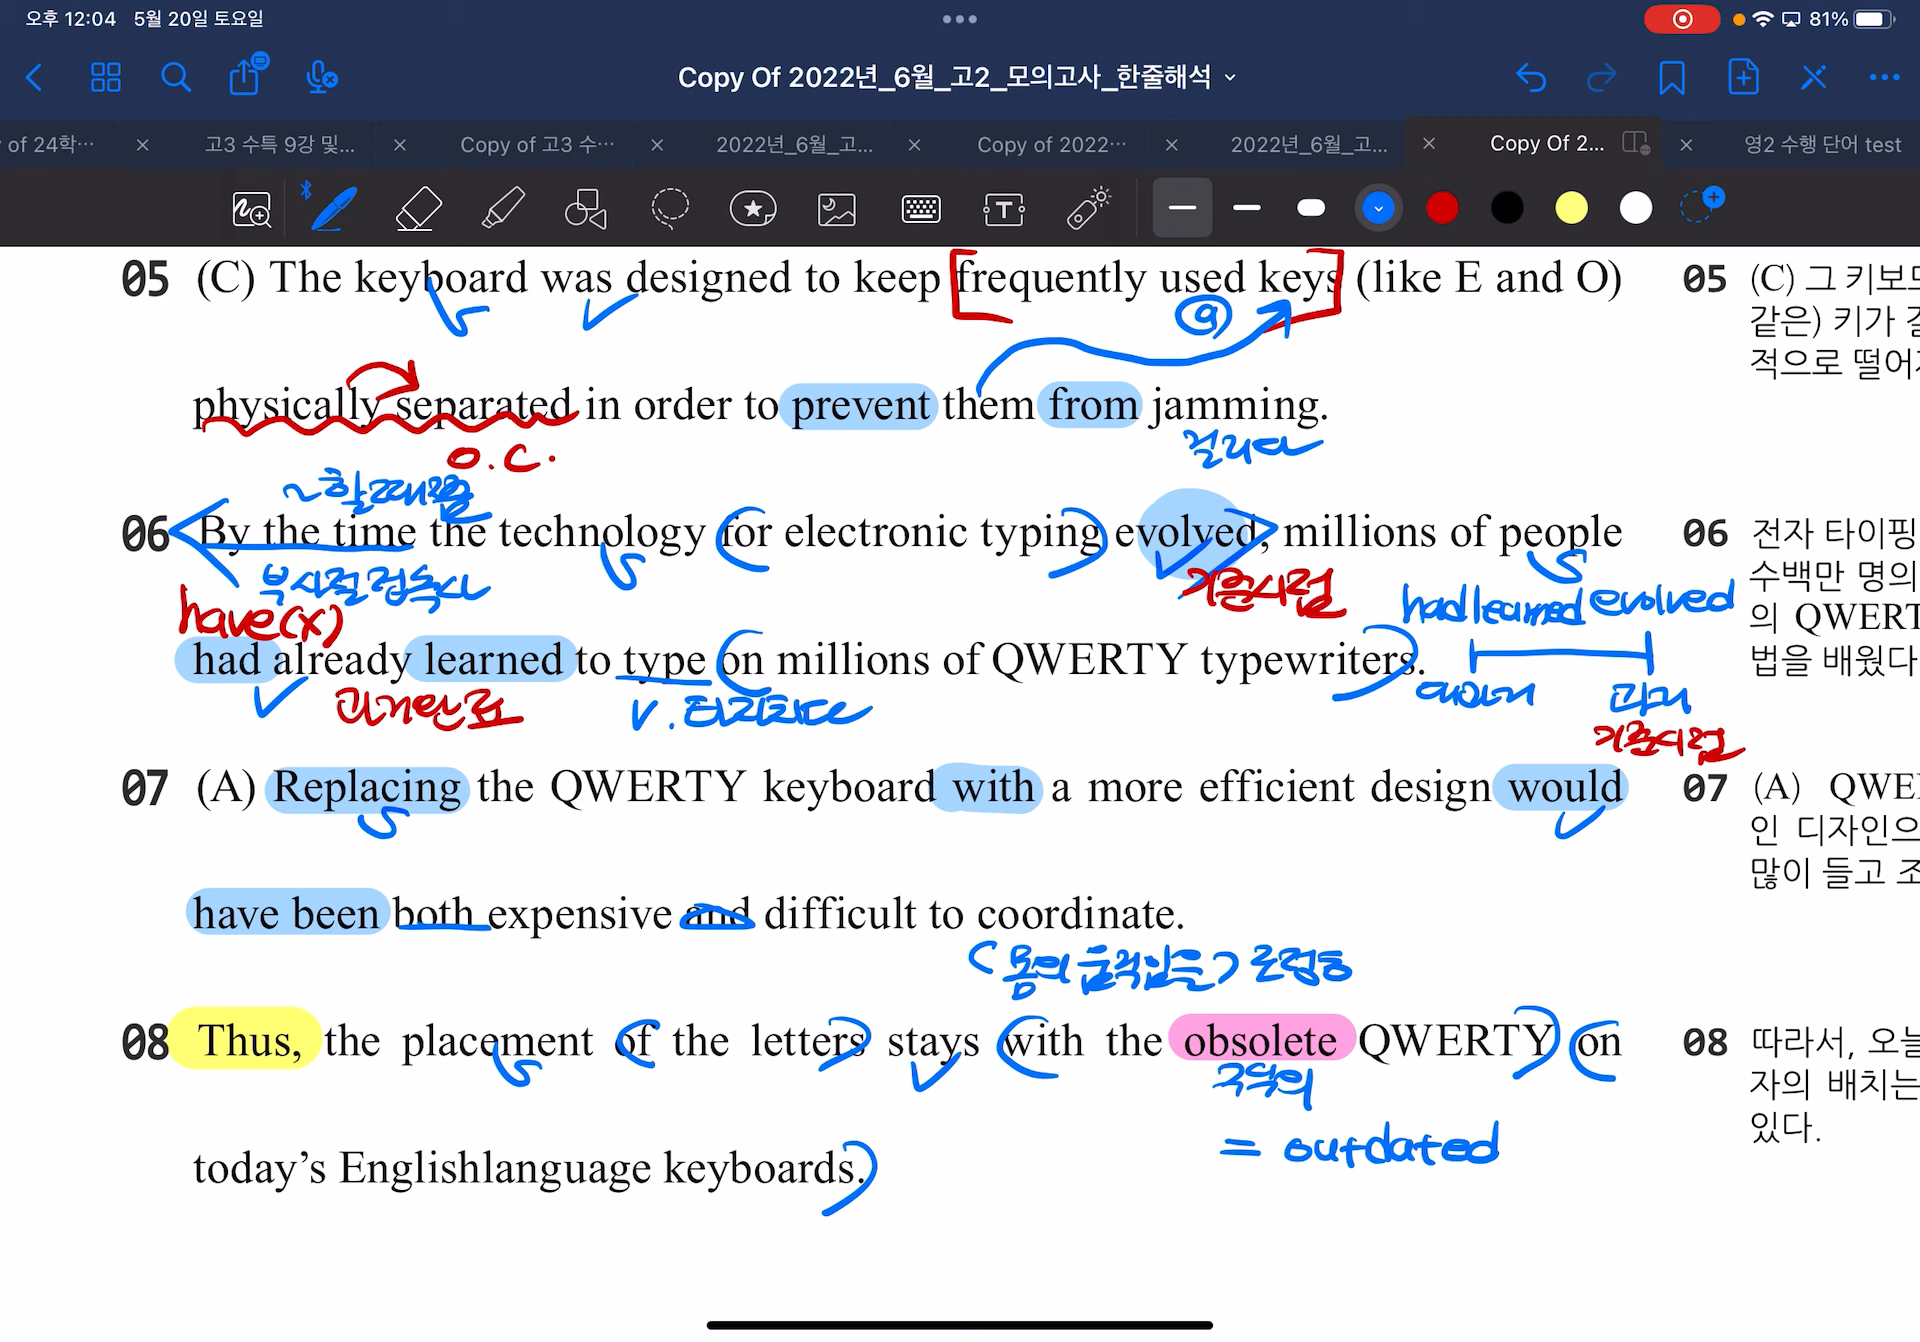 오후 12:04 5월 20일 토요일
81%
Copy Of 2022년_6월_고2_모의고사_한줄해석
of 24학… 고3 수특 9강 및... Copy of 고3 수… 2022년_6월_고... Copy of 2022… 2022년_6월_고... Copy Of 2... 영2 수행 단어 test
05 (C) The keyboard was designed to keep frequently used keys (like E and O)
physically separated in order to prevent them from jamming.
o.c.
걸리다
~할 때쯤
06 By the time the technology for electronic typing evolved, millions of people
부사절 접속사
기준시점
have(x)
had learned evolved
had already learned to type on millions of QWERTY typewriters.
과거완료
v. 타자치다
대과거 과거
기준시점
07 (A) Replacing the QWERTY keyboard with a more efficient design would
have been both expensive and difficult to coordinate.
08 Thus, the placement of the letters stays with the obsolete QWERTY on
구식의
= outdated
today's Englishlanguage keyboards.
05 (C) 그 키보드
같은) 키가
적으로 떨어져
06 전자 타이핑
수백만 명의
의 QWERT
법을 배웠다
07 (A) QWE
인 디자인으
많이 들고 조
08 따라서, 오늘
자의 배치는
있다.